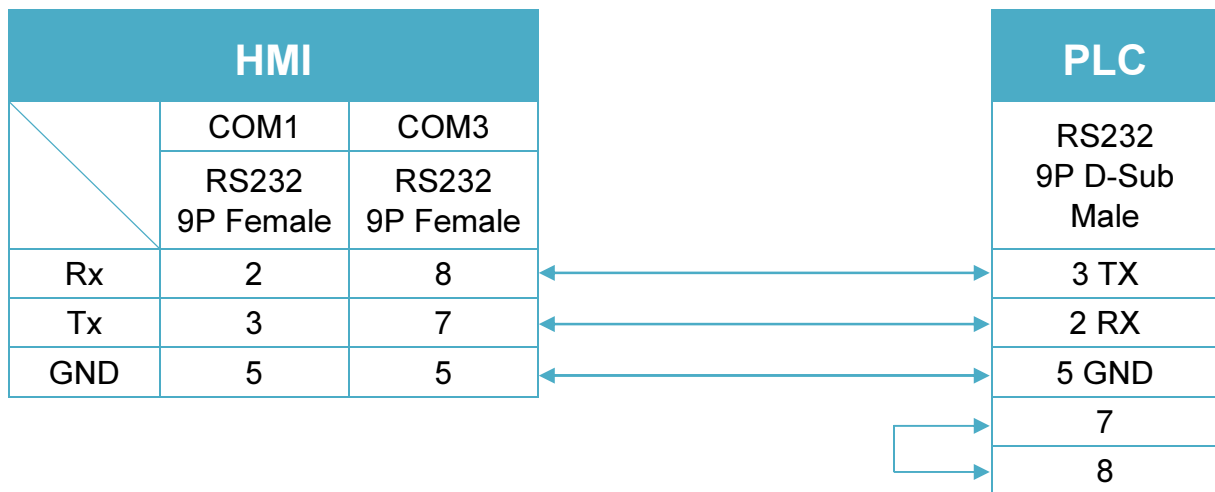 HMI
PLC
COM1
COM3
RS232
9P Female
RS232
9P Female
RS232
9P D-Sub
Male
Rx
2
8
3 TX
Tx
3
7
2 RX
GND
5
5
5 GND
7
8